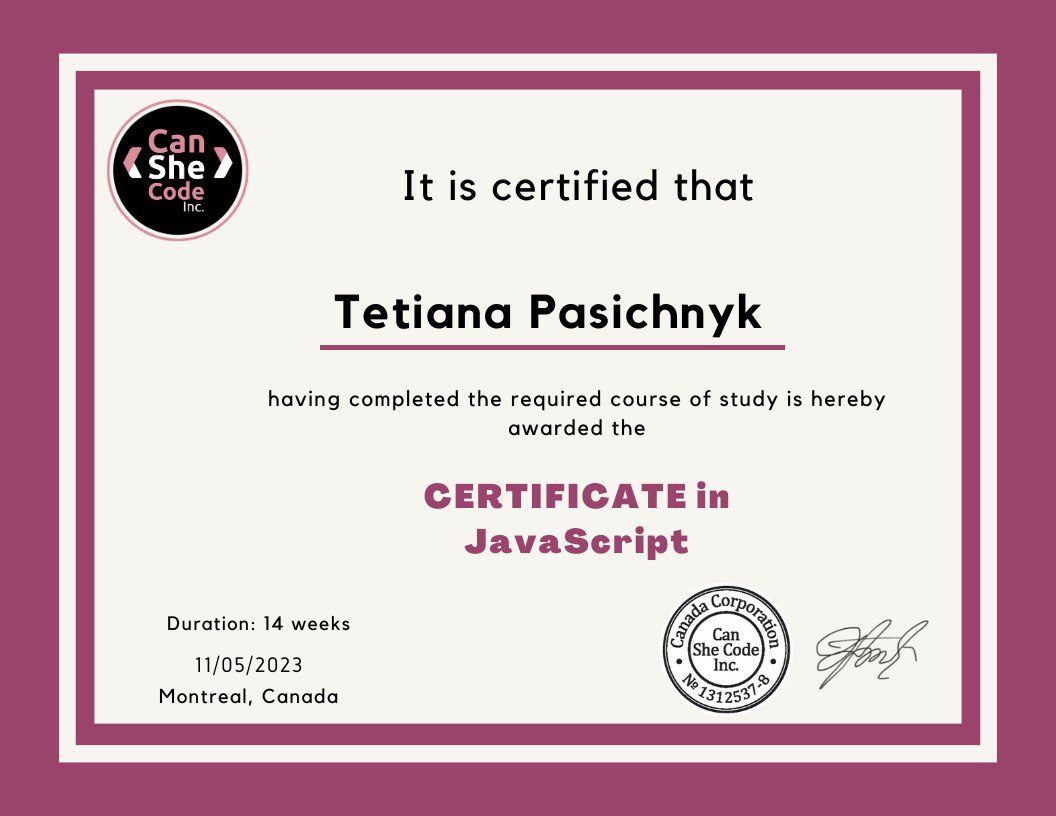 Can
She
Code
Inc.
It is certified that
Tetiana Pasichnyk
having completed the required course of study is hereby
awarded the
CERTIFICATE in
JavaScript
Duration: 14 weeks
11/05/2023
Montreal, Canada
Canada Corporation
Can
She Code
Inc.
№ 1312537-8